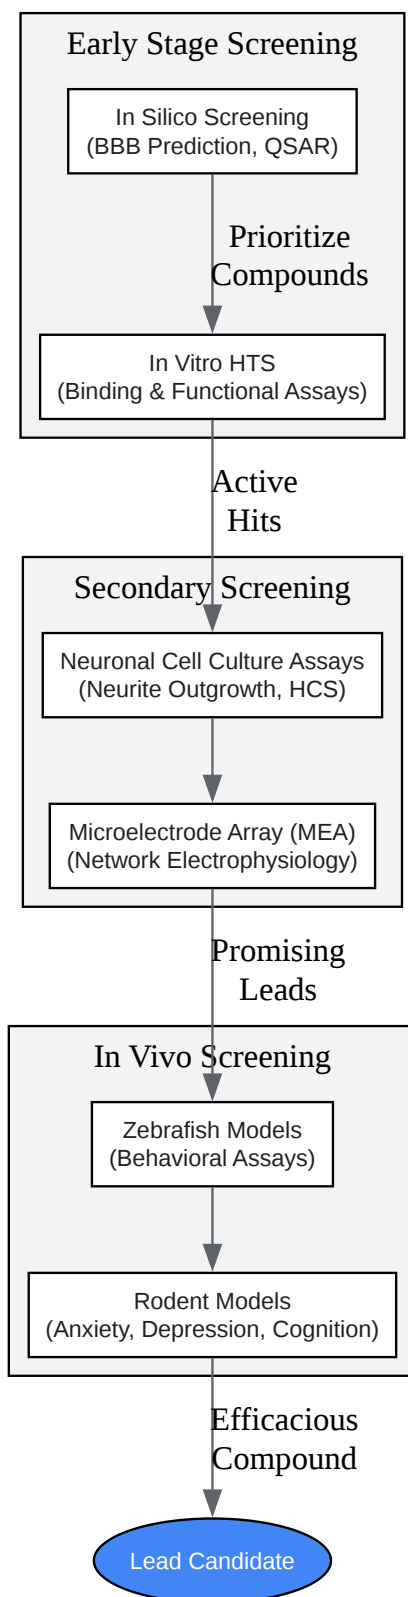 Early Stage Screening
In Silico Screening
(BBB Prediction, QSAR)
Prioritize
Compounds
In Vitro HTS
(Binding & Functional Assays)
Active
Hits
Secondary Screening
Neuronal Cell Culture Assays
(Neurite Outgrowth, HCS)
Microelectrode Array (MEA)
(Network Electrophysiology)
Promising
Leads
In Vivo Screening
Zebrafish Models
(Behavioral Assays)
Rodent Models
(Anxiety, Depression, Cognition)
Efficacious
Compound
Lead Candidate